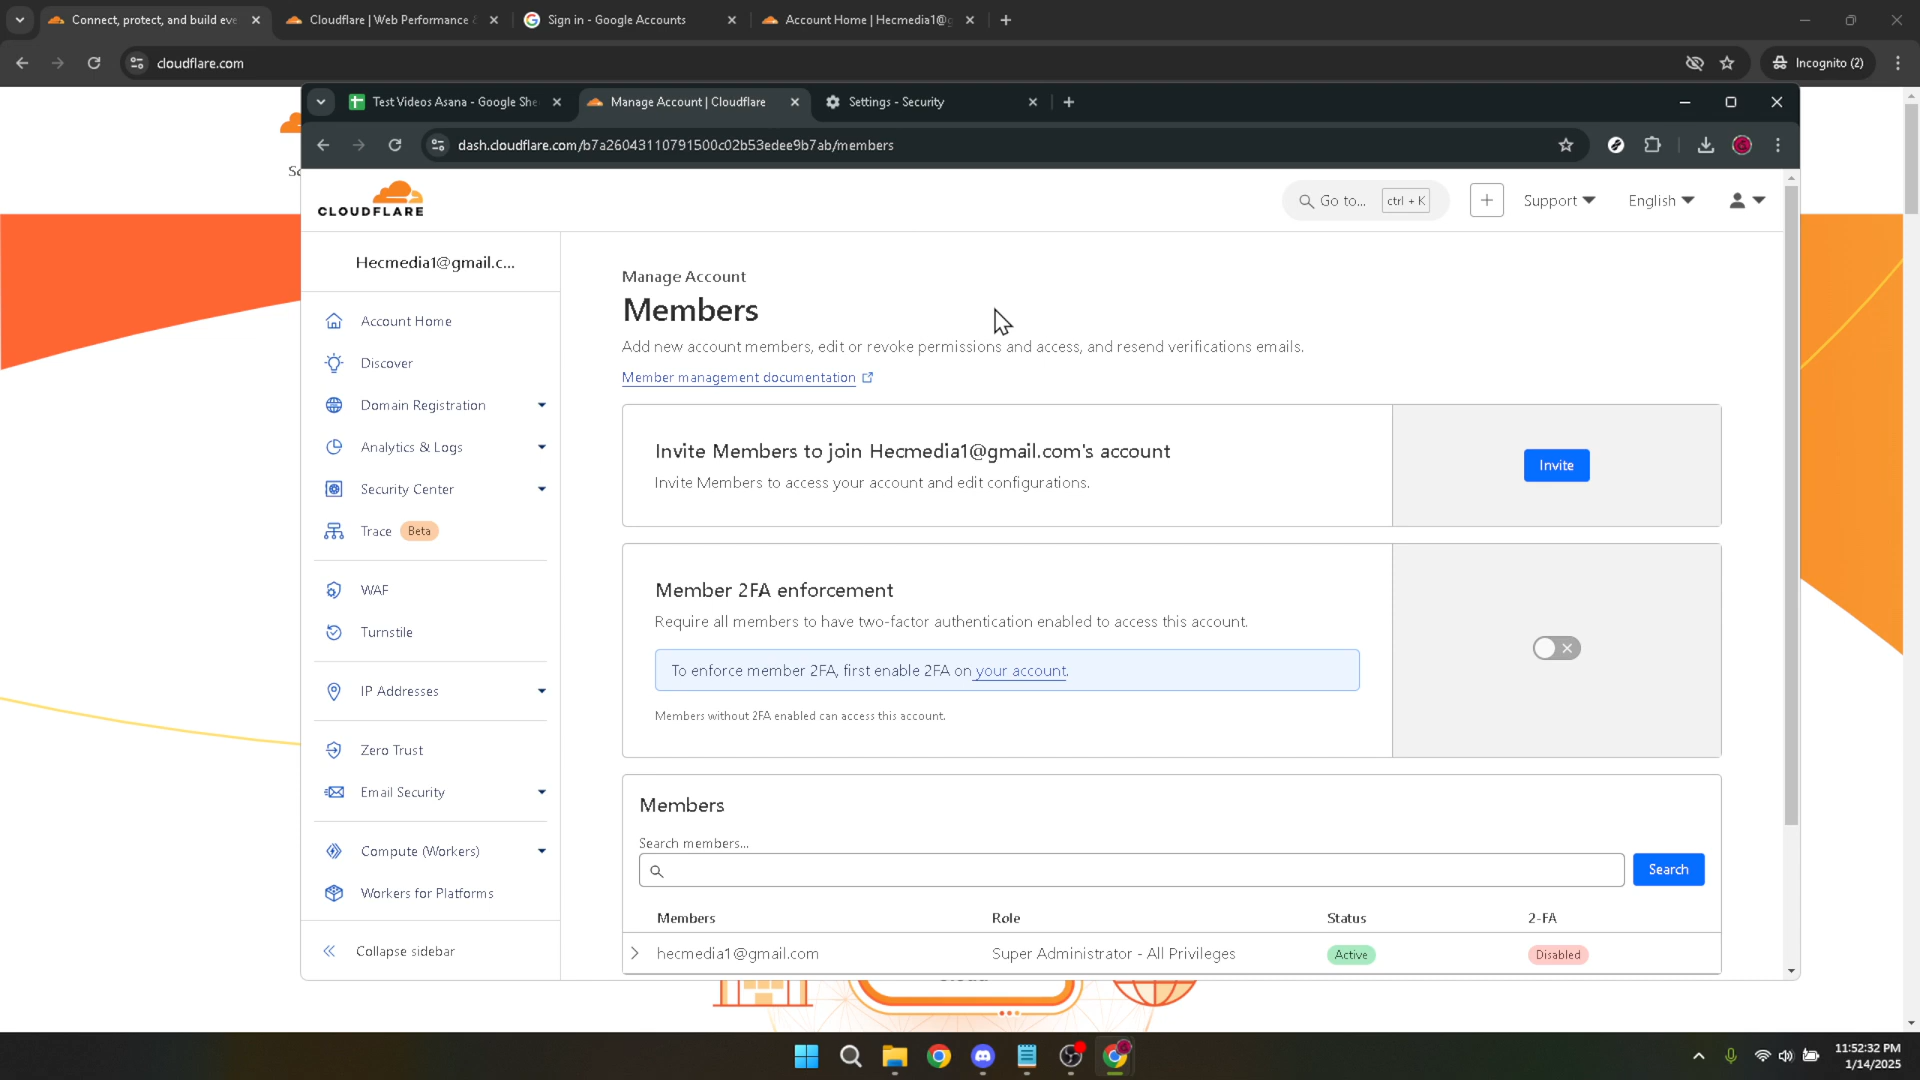 Connect, protect, and build eve
Cloudflare | Web Performance &
Sign in - Google Accounts
Account Home | Hecmedia1@g
cloudflare.com
Incognito (2)
Test Videos Asana - Google She
Manage Account | Cloudflare
Settings - Security
dash.cloudflare.com/b7a26043110791500c02b53edee9b7ab/members
CLOUDFLARE
Go to...
ctrl + K
Support
English
Hecmedia1@gmail.c...
Account Home
Discover
Domain Registration
Analytics & Logs
Security Center
Trace Beta
WAF
Turnstile
IP Addresses
Zero Trust
Email Security
Compute (Workers)
Workers for Platforms
Collapse sidebar
Manage Account
Members
Add new account members, edit or revoke permissions and access, and resend verifications emails.
Member management documentation
Invite Members to join Hecmedia1@gmail.com's account
Invite Members to access your account and edit configurations.
Invite
Member 2FA enforcement
Require all members to have two-factor authentication enabled to access this account.
To enforce member 2FA, first enable 2FA on your account.
Members without 2FA enabled can access this account.
Members
Search members...
Search
Members Role Status 2-FA
hecmedia1@gmail.com Super Administrator - All Privileges Active Disabled
11:52:32 PM
1/14/2025